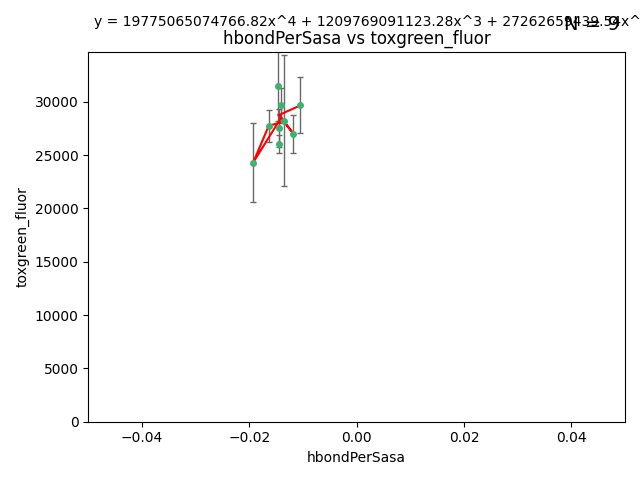 y = 19775065074766.82x^4 + 1209769091123.28x^3 + 27262659439.54x^
N = 9
hbondPerSasa vs toxgreen_fluor
30000
25000
20000
15000
10000
5000
0
toxgreen_fluor
−0.04
−0.02
0.00
0.02
0.04
hbondPerSasa